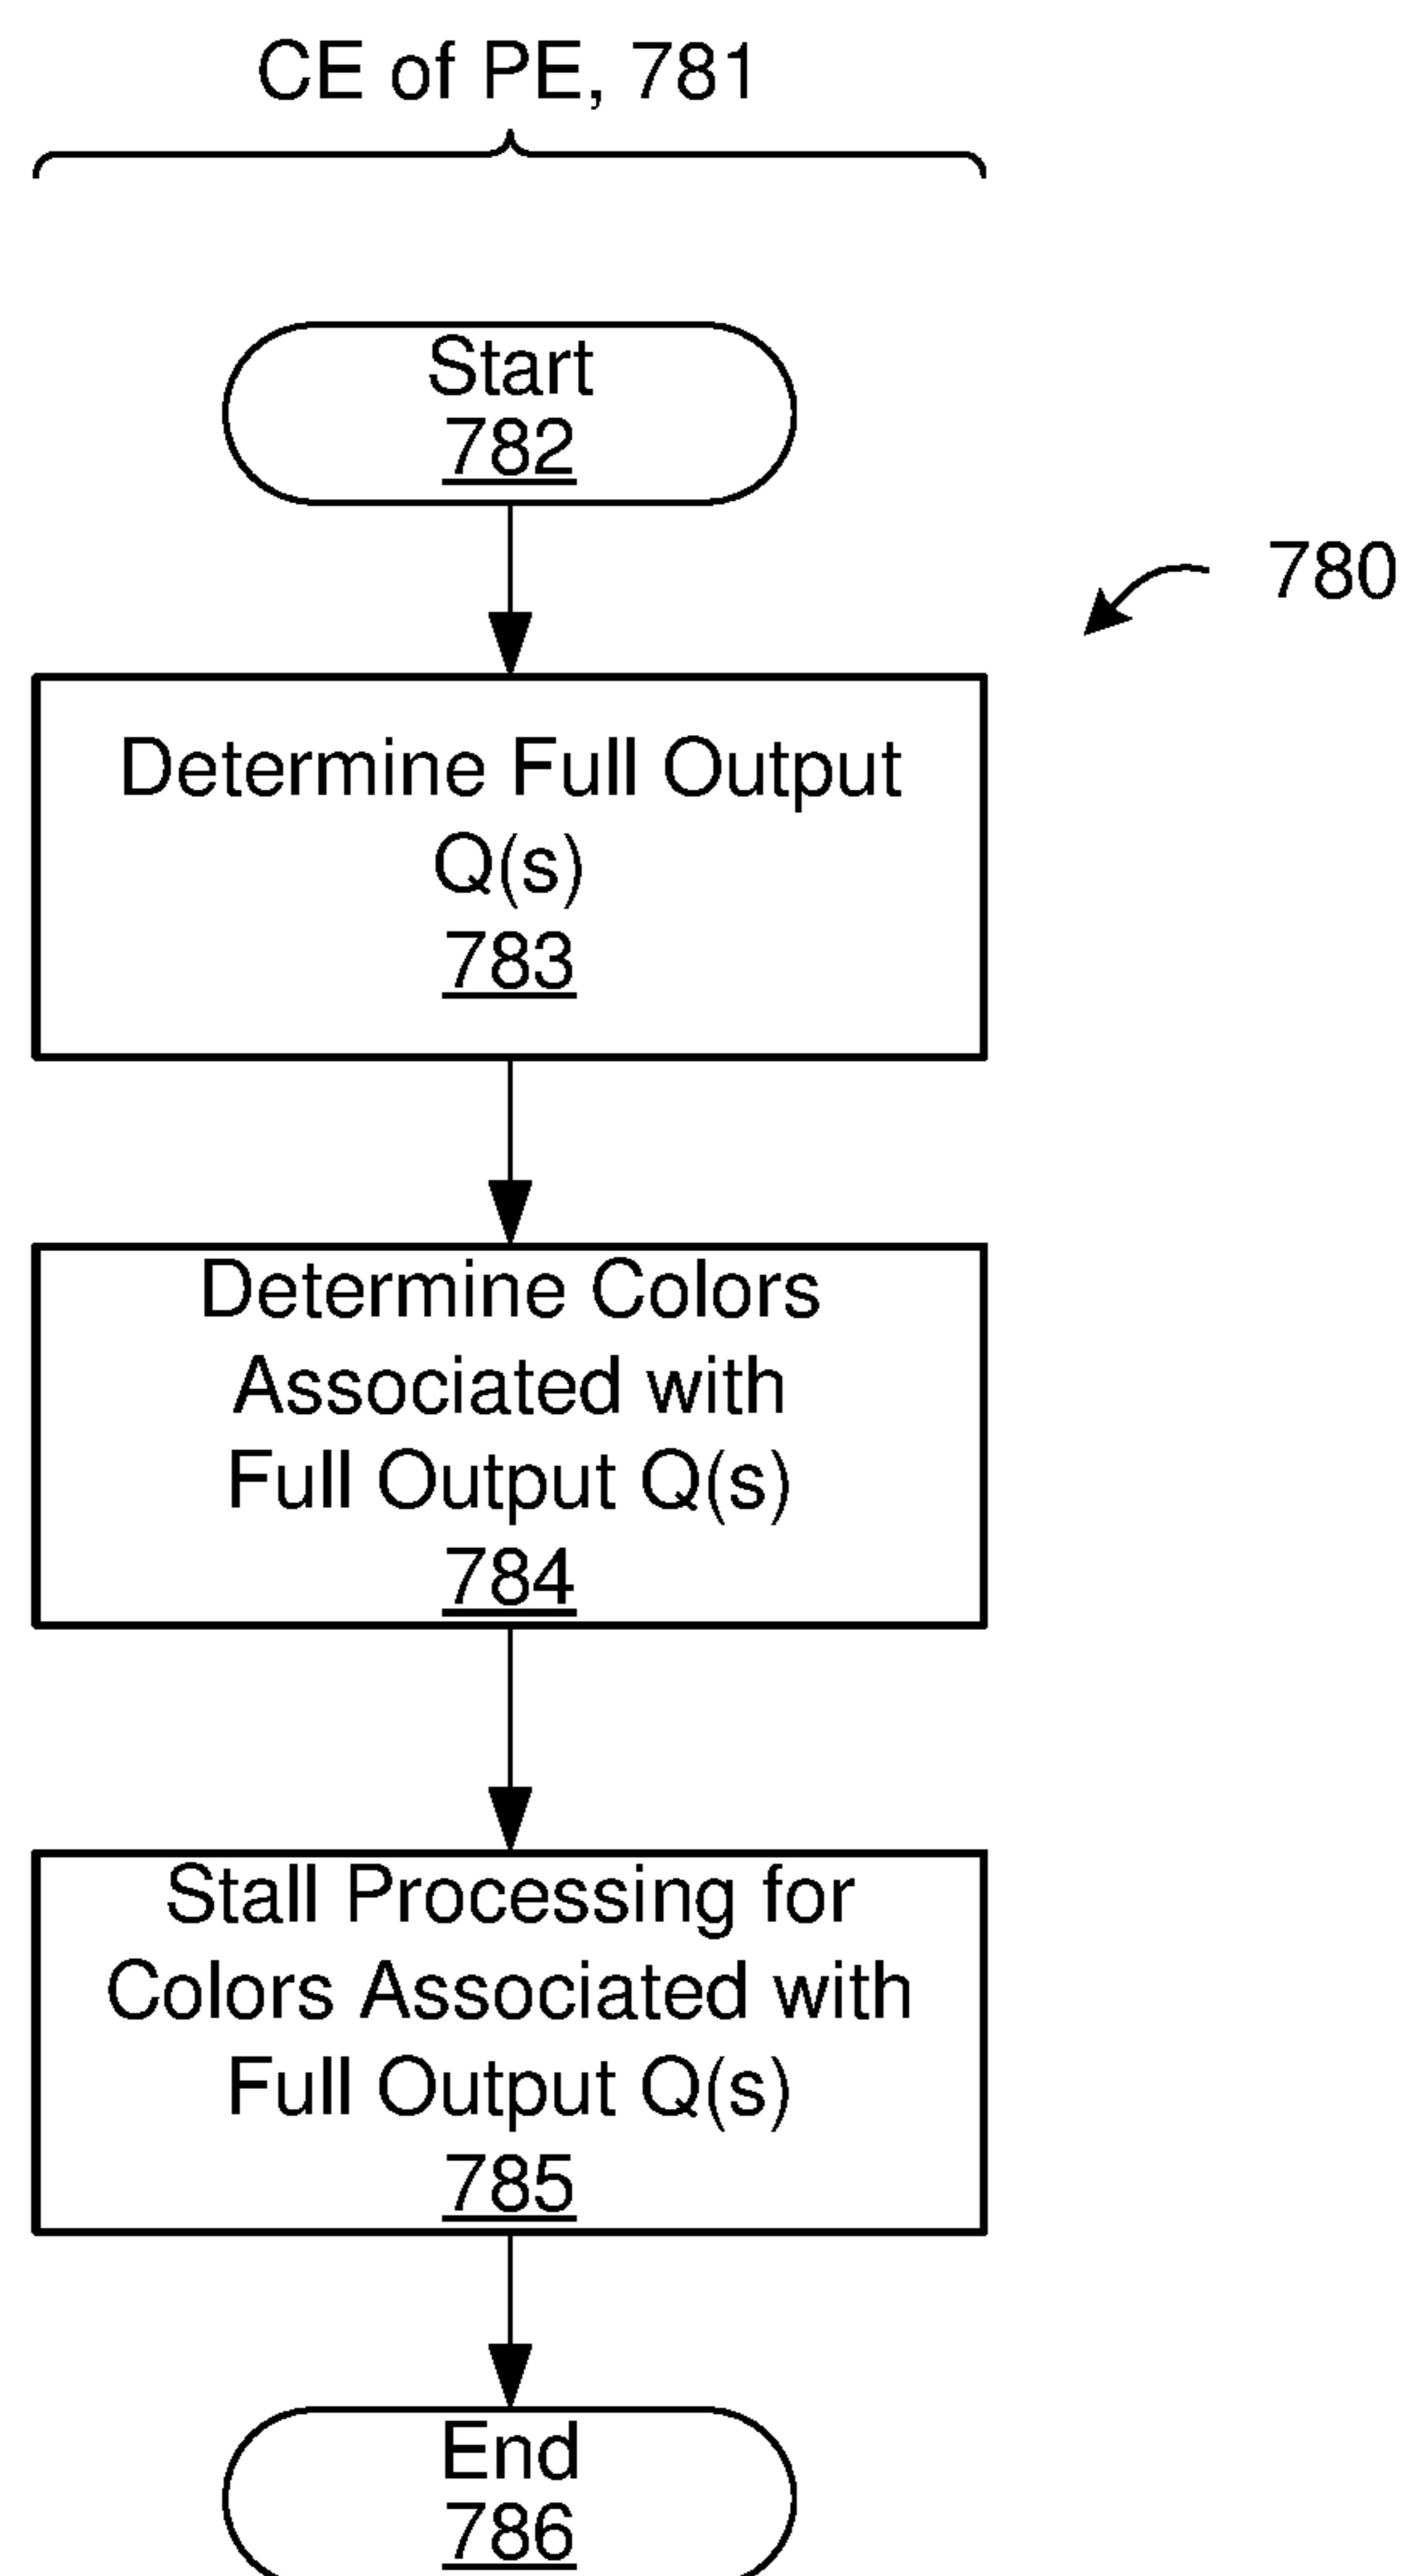 CE of PE, 781
Start
782
780
Determine Full Output
Q(s)
783
Determine Colors
Associated with
Full Output Q(s)
784
Stall Processing for
Colors Associated with
Full Output Q(s)
785
End
786